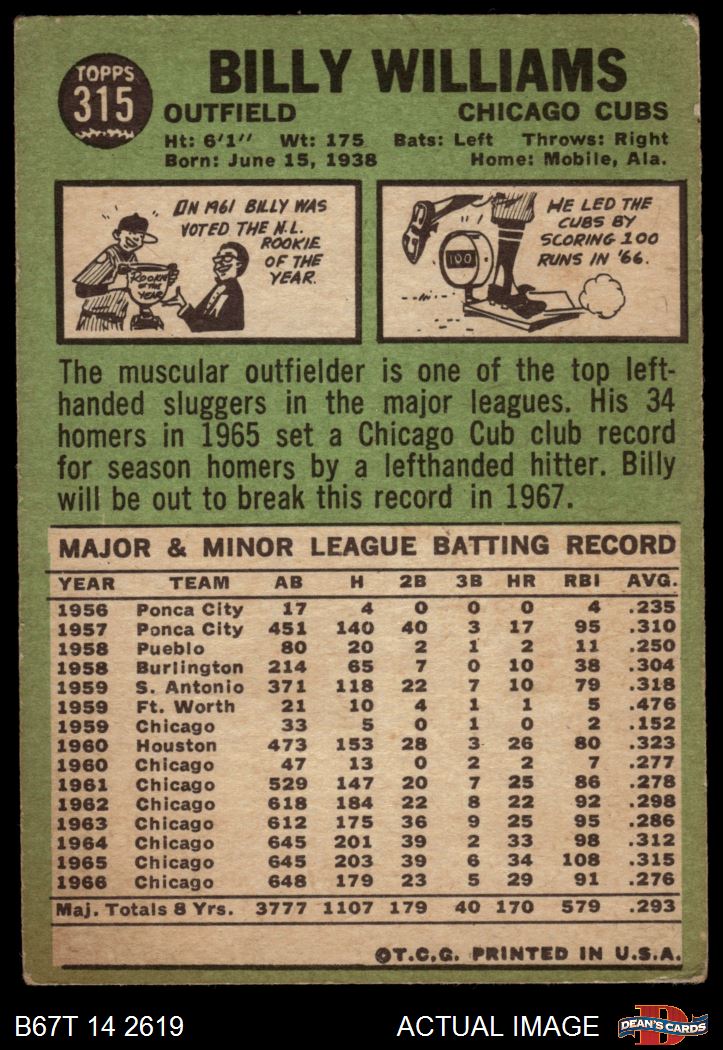 TOPPS
315
BILLY WILLIAMS
OUTFIELD CHICAGO CUBS
Ht: 6'1" Wt: 175 Bats: Left Throws: Right
Born: June 15, 1938 Home: Mobile, Ala.
IN 1961 BILLY WAS
VOTED THE N.L.
ROOKIE
OF THE
YEAR.
ROOKIE
OF THE
YEAR
HE LED THE
CUBS BY
SCORING 100
RUNS IN '66.
100
The muscular outfielder is one of the top left-
handed sluggers in the major leagues. His 34
homers in 1965 set a Chicago Cub club record
for season homers by a lefthanded hitter. Billy
will be out to break this record in 1967.
MAJOR & MINOR LEAGUE BATTING RECORD
YEAR TEAM AB H 2B 3B HR RBI AVG.
1956 Ponca City 17 4 0 0 0 4 .235
1957 Ponca City 451 140 40 3 17 95 .310
1958 Pueblo 80 20 2 1 2 11 .250
1958 Burlington 214 65 7 0 10 38 .304
1959 S. Antonio 371 118 22 7 10 79 .318
1959 Ft. Worth 21 10 4 1 1 5 .476
1959 Chicago 33 5 0 1 0 2 .152
1960 Houston 473 153 28 3 26 80 .323
1960 Chicago 47 13 0 2 2 7 .277
1961 Chicago 529 147 20 7 25 86 .278
1962 Chicago 618 184 22 8 22 92 .298
1963 Chicago 612 175 36 9 25 95 .286
1964 Chicago 645 201 39 2 33 98 .312
1965 Chicago 645 203 39 6 34 108 .315
1966 Chicago 648 179 23 5 29 91 .276
Maj. Totals 8 Yrs. 3777 1107 179 40 170 579 .293
©T.C.G. PRINTED IN U.S.A.
B67T 14 2619 ACTUAL IMAGE D DEAN'S CARDS